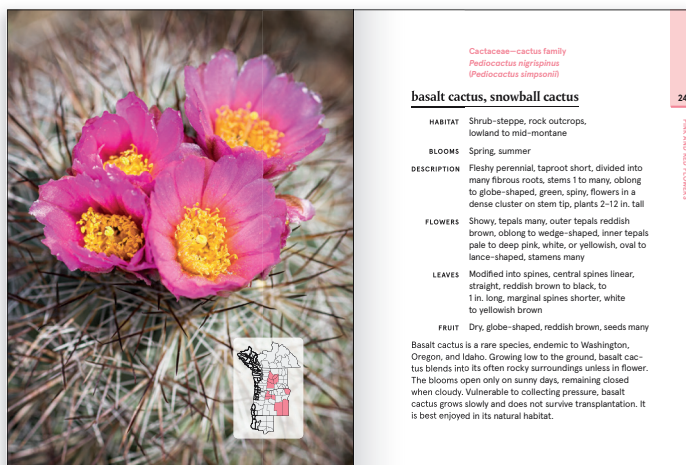 Cactaceae—cactus family
Pediocactus nigrispinus
(Pediocactus simpsonii)
24
basalt cactus, snowball cactus
HABITAT Shrub-steppe, rock outcrops,
lowland to mid-montane
BLOOMS Spring, summer
DESCRIPTION Fleshy perennial, taproot short, divided into
many fibrous roots, stems 1 to many, oblong
to globe-shaped, green, spiny, flowers in a
dense cluster on stem tip, plants 2–12 in. tall
FLOWERS Showy, tepals many, outer tepals reddish
brown, oblong to wedge-shaped, inner tepals
pale to deep pink, white, or yellowish, oval to
lance-shaped, stamens many
LEAVES Modified into spines, central spines linear,
straight, reddish brown to black, to
1 in. long, marginal spines shorter, white
to yellowish brown
FRUIT Dry, globe-shaped, reddish brown, seeds many
Basalt cactus is a rare species, endemic to Washington,
Oregon, and Idaho. Growing low to the ground, basalt cac-
tus blends into its often rocky surroundings unless in flower.
The blooms open only on sunny days, remaining closed
when cloudy. Vulnerable to collecting pressure, basalt
cactus grows slowly and does not survive transplantation. It
is best enjoyed in its natural habitat.